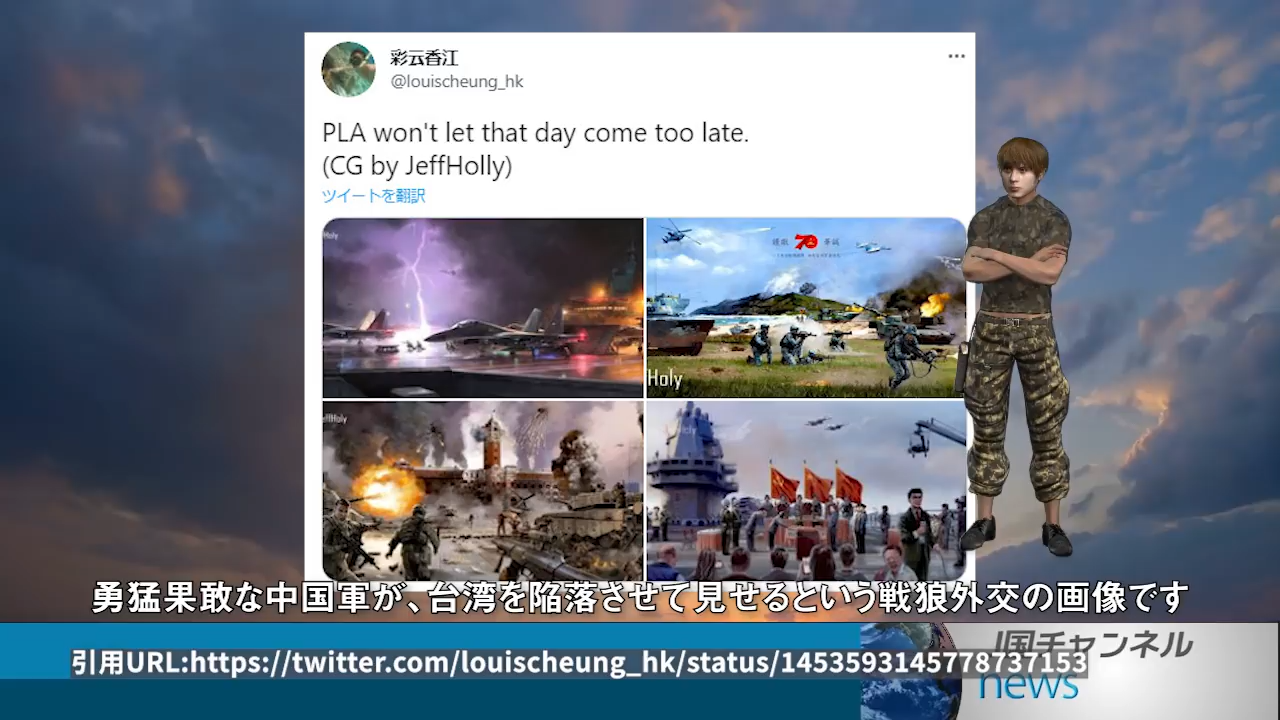 彩云香江
@louischeung_hk
PLA won't let that day come too late.
(CG by JeffHolly)
ツイートを翻訳
Holy
勇猛果敢な中国軍が、台湾を陥落させて見せるという戦狼外交の画像です
引用URL:https://twitter.com/louischeung_hk/status/1453593145778737153
国チャンネル
news